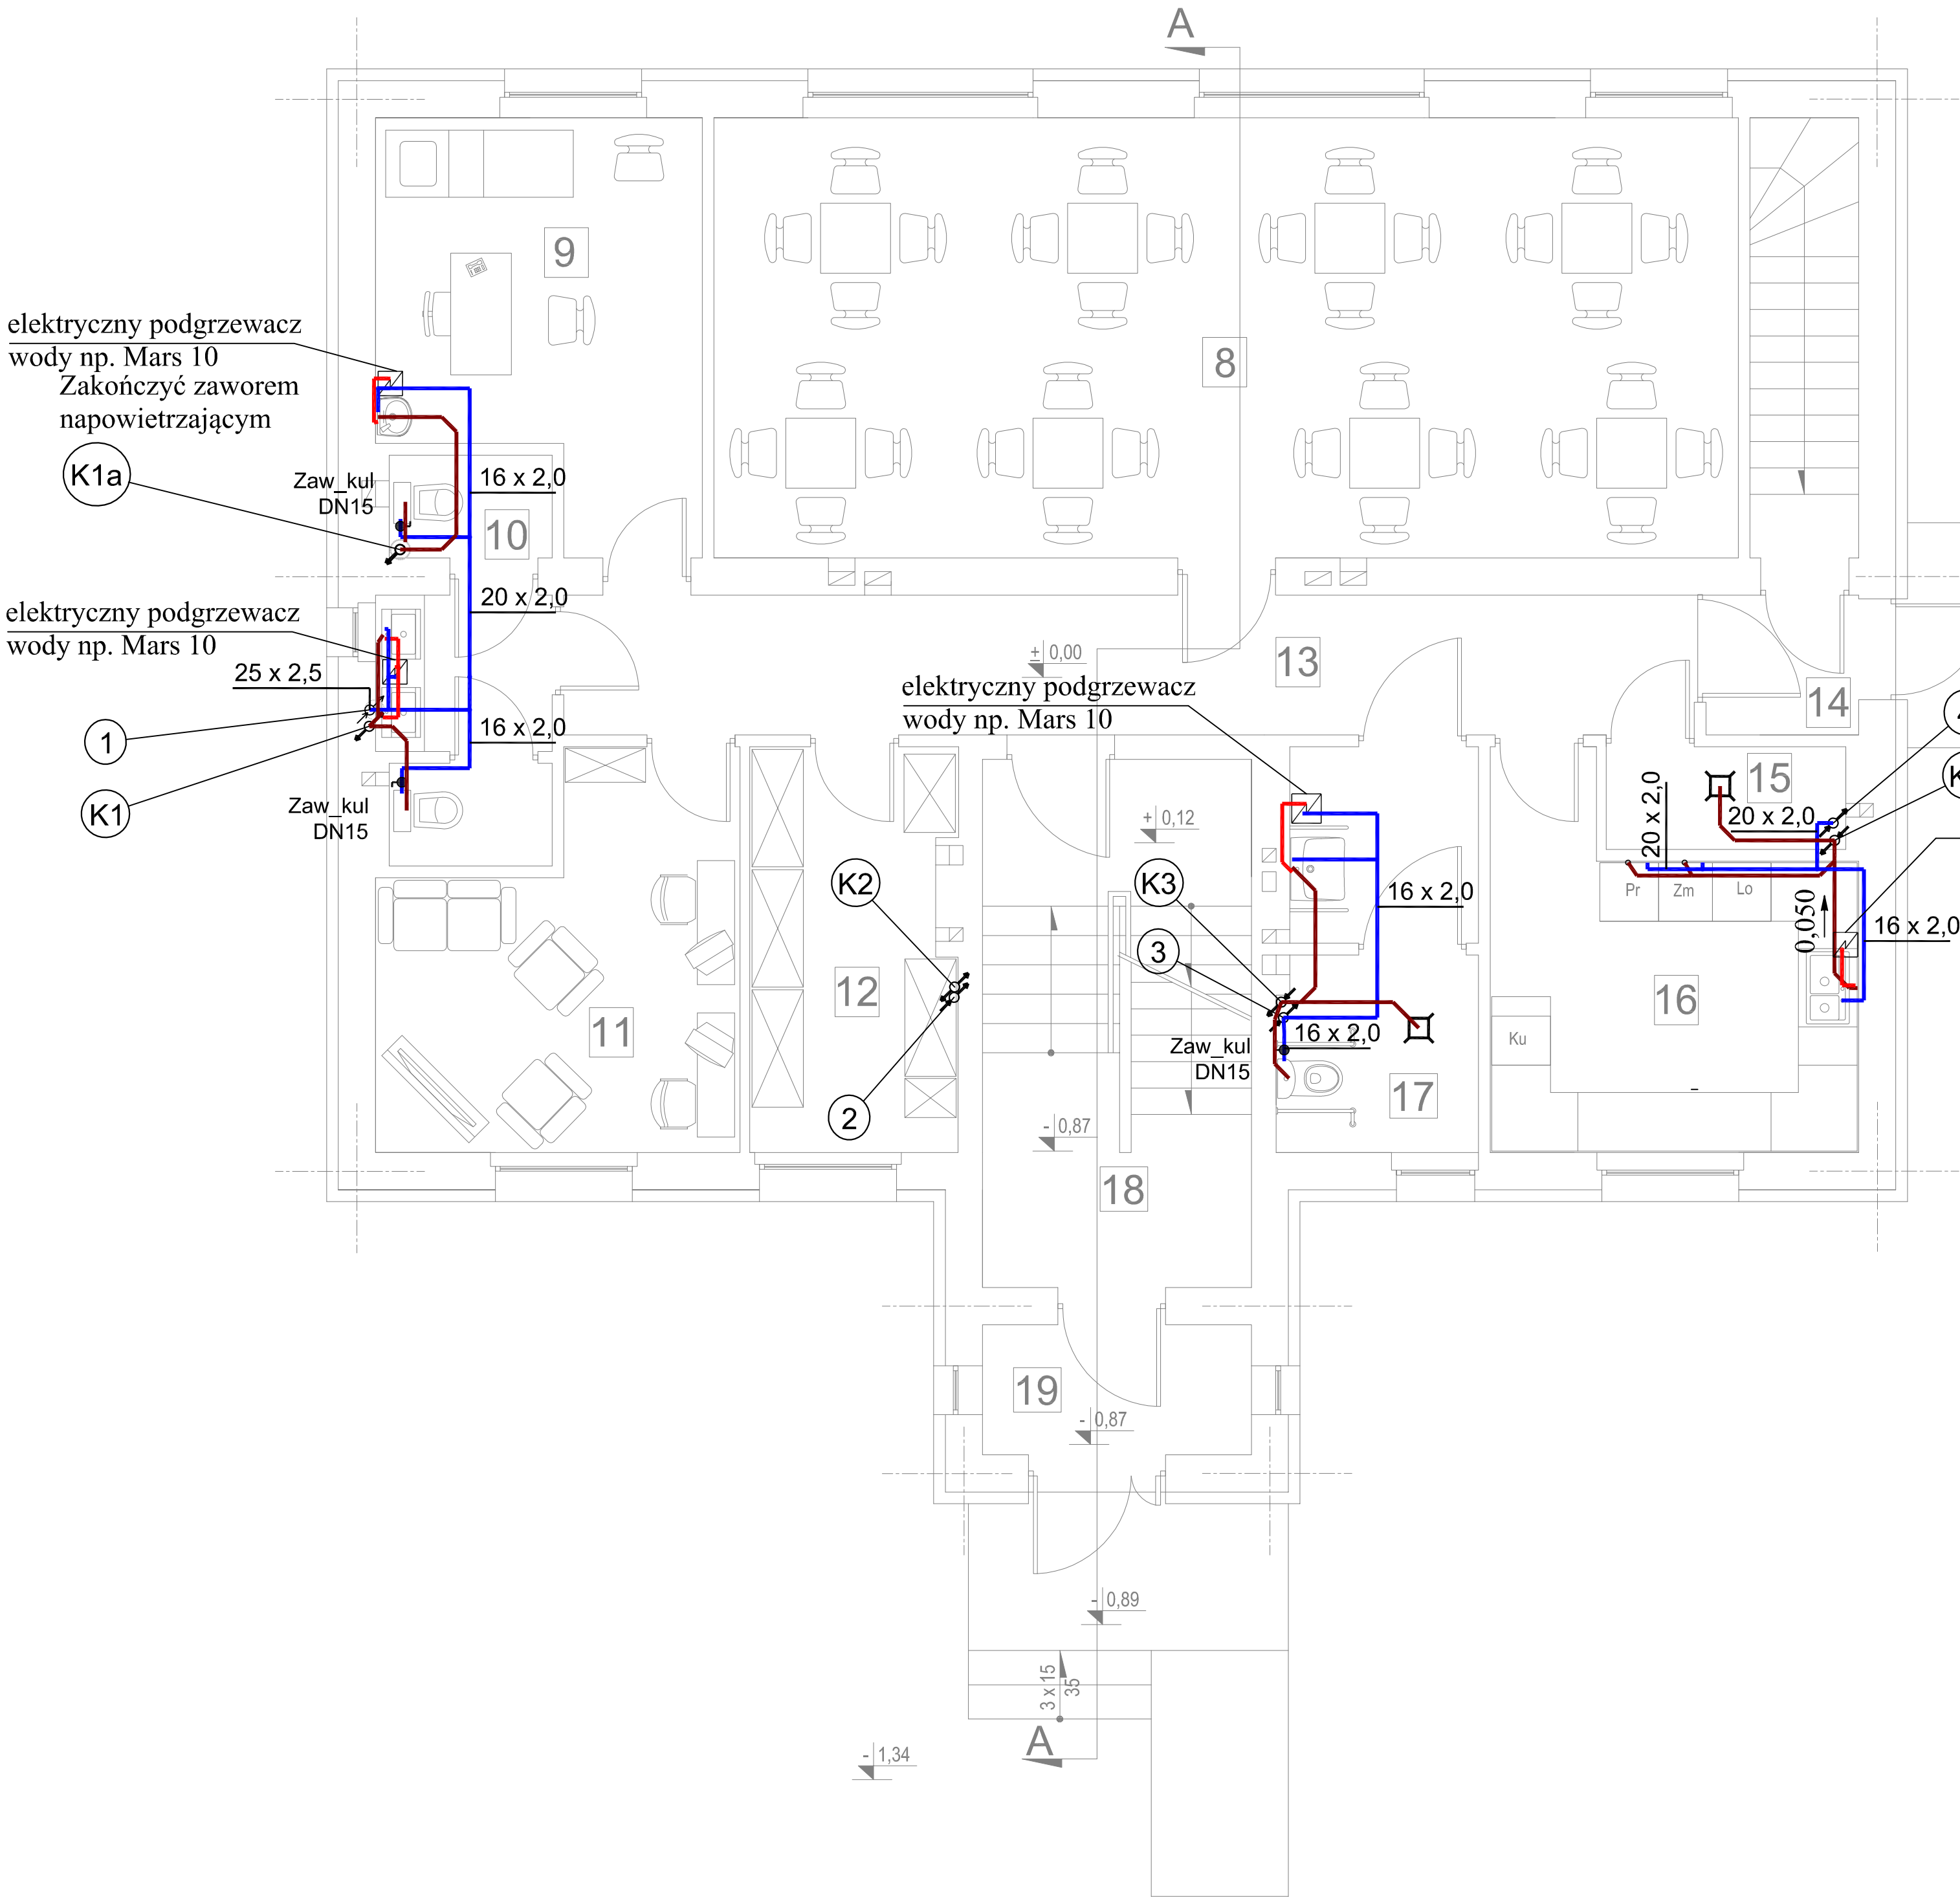 A
9
8
elektryczny podgrzewacz
wody np. Mars 10
Zakończyć zaworem
napowietrzającym
K1a
Zaw_kul
DN15
16 x 2,0
10
20 x 2,0
elektryczny podgrzewacz
wody np. Mars 10
25 x 2,5
1
K1
16 x 2,0
Zaw_kul
DN15
± 0,00
13
elektryczny podgrzewacz
wody np. Mars 10
14
15
20 x 2,0
20 x 2,0
+ 0,12
K2
K3
16 x 2,0
Pr
Zm
Lo
0,050
16 x 2,0
3
12
11
2
16
Ku
16 x 2,0
Zaw_kul
DN15
17
- 0,87
18
19
- 0,87
- 0,89
3 x 15
35
A
- 1,34